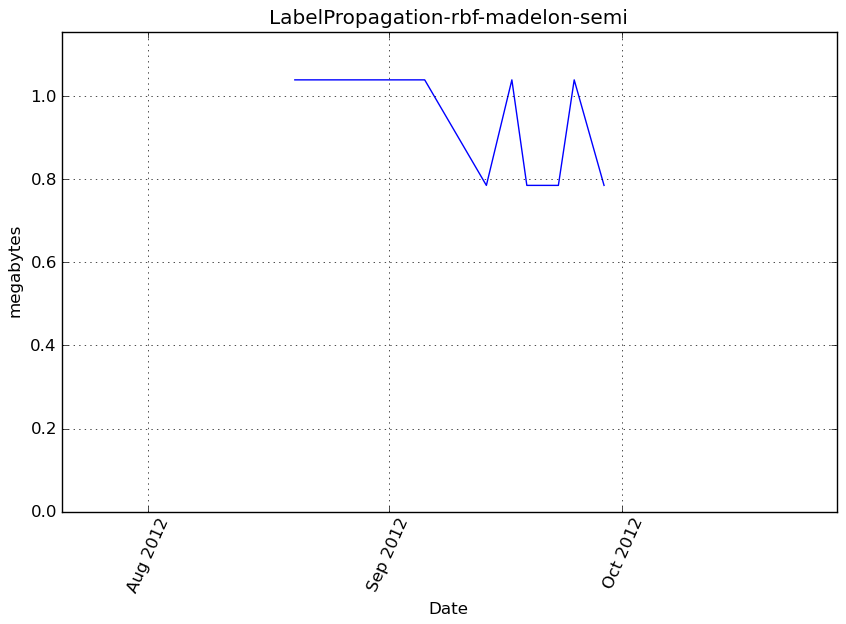 LabelPropagation-rbf-madelon-semi
1.0
0.8
0.6
0.4
0.2
0.0
megabytes
Aug 2012
Sep 2012
Oct 2012
Date